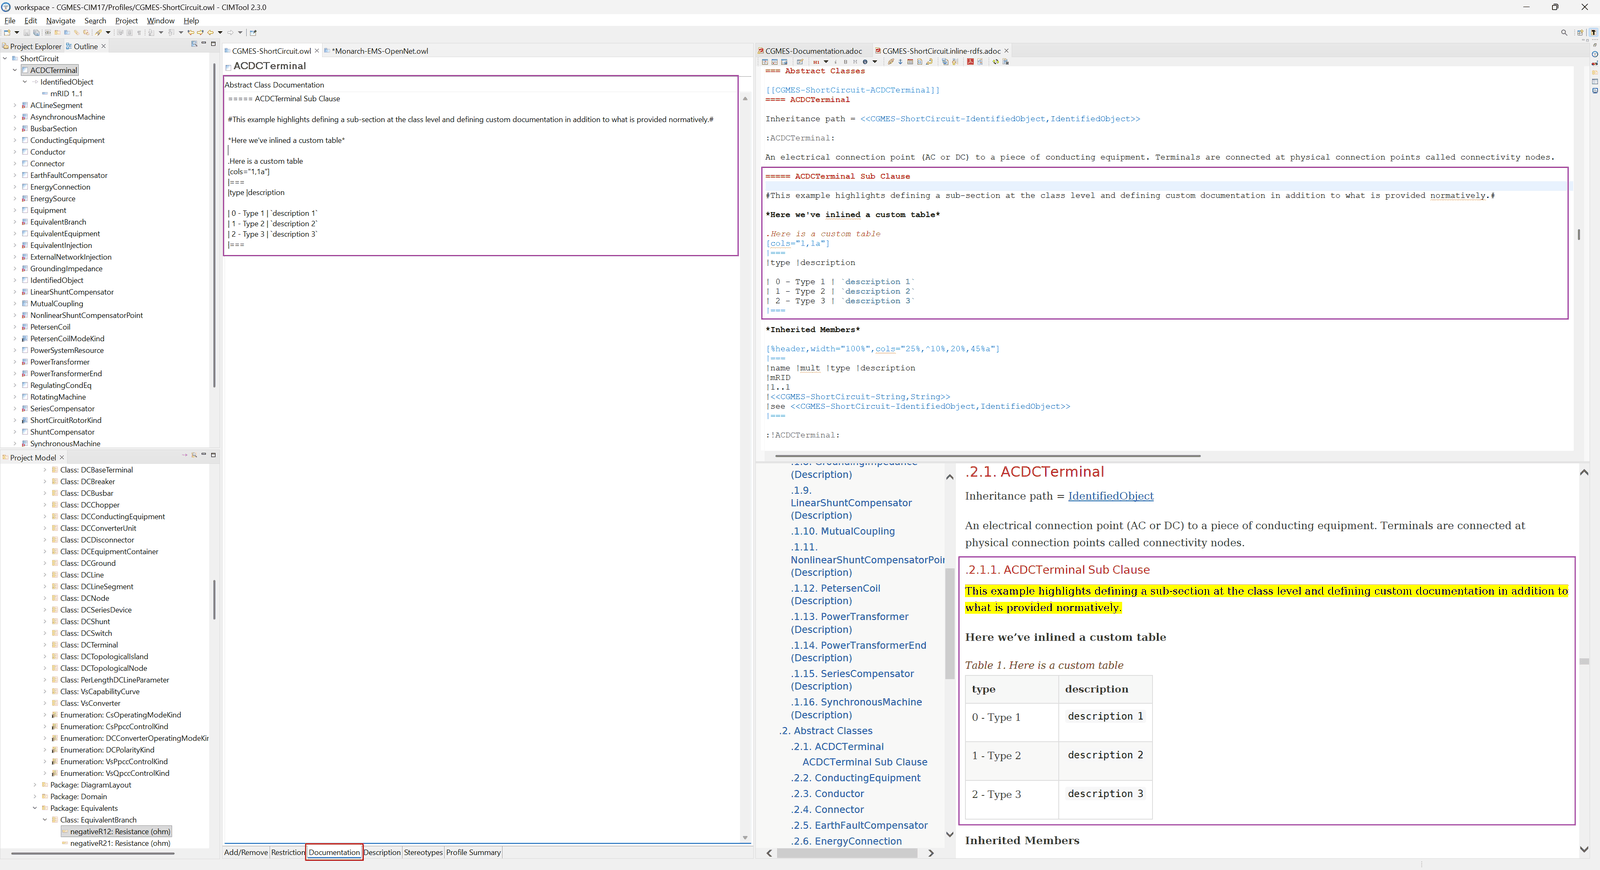 workspace - CGMES-CIM17/Profiles/CGMES-ShortCircuit.owl - CIMTool 2.3.0
File Edit Navigate Search Project Window Help
Project Explorer Outline
ShortCircuit
ACDCTerminal
IdentifiedObject
mRID 1..1
ACLineSegment
AsynchronousMachine
BusbarSection
ConductingEquipment
Conductor
Connector
EarthFaultCompensator
EnergyConnection
EnergySource
Equipment
EquivalentBranch
EquivalentEquipment
EquivalentInjection
ExternalNetworkInjection
GroundingImpedance
IdentifiedObject
LinearShuntCompensator
MutualCoupling
NonlinearShuntCompensatorPoint
PetersenCoil
PetersenCoilModeKind
PowerSystemResource
PowerTransformer
PowerTransformerEnd
RegulatingCondEq
RotatingMachine
SeriesCompensator
ShortCircuitRotorKind
ShuntCompensator
SynchronousMachine
Project Model
Class: DCBaseTerminal
Class: DCBreaker
Class: DCBusbar
Class: DCChopper
Class: DCConductingEquipment
Class: DCConverterUnit
Class: DCDisconnector
Class: DCEquipmentContainer
Class: DCGround
Class: DCLine
Class: DCLineSegment
Class: DCNode
Class: DCSeriesDevice
Class: DCShunt
Class: DCSwitch
Class: DCTerminal
Class: DCTopologicalIsland
Class: DCTopologicalNode
Class: PerLengthDCLineParameter
Class: VsCapabilityCurve
Class: VsConverter
Enumeration: CsOperatingModeKind
Enumeration: CsPpccControlKind
Enumeration: DCConverterOperatingModeKir
Enumeration: DCPolarityKind
Enumeration: VsPpccControlKind
Enumeration: VsQpccControlKind
Package: DiagramLayout
Package: Domain
Package: Equivalents
Class: EquivalentBranch
negativeR12: Resistance (ohm)
negativeR21: Resistance (ohm)
CGMES-ShortCircuit.owl *Monarch-EMS-OpenNet.owl
ACDCTerminal
Abstract Class Documentation
===== ACDCTerminal Sub Clause
#This example highlights defining a sub-section at the class level and defining custom documentation in addition to what is provided normatively.#
*Here we've inlined a custom table*
.Here is a custom table
[cols="1,1a"]
|===
|type |description
| 0 - Type 1 | `description 1`
| 1 - Type 2 | `description 2`
| 2 - Type 3 | `description 3`
|===
Add/Remove Restriction Documentation Description Stereotypes Profile Summary
CGMES-Documentation.adoc CGMES-ShortCircuit.inline-rdfs.adoc
=== Abstract Classes
[[CGMES-ShortCircuit-ACDCTerminal]]
==== ACDCTerminal
Inheritance path = <<CGMES-ShortCircuit-IdentifiedObject,IdentifiedObject>>
:ACDCTerminal:
An electrical connection point (AC or DC) to a piece of conducting equipment. Terminals are connected at physical connection points called connectivity nodes.
===== ACDCTerminal Sub Clause
#This example highlights defining a sub-section at the class level and defining custom documentation in addition to what is provided normatively.#
*Here we've inlined a custom table*
.Here is a custom table
[cols="1,1a"]
|===
|type |description
| 0 - Type 1 | `description 1`
| 1 - Type 2 | `description 2`
| 2 - Type 3 | `description 3`
|===
*Inherited Members*
[%header,width="100%",cols="25%,^10%,20%,45%a"]
|===
|name |mult |type |description
|mRID
|1..1
|<<CGMES-ShortCircuit-String,String>>
|see <<CGMES-ShortCircuit-IdentifiedObject,IdentifiedObject>>
|===
:!ACDCTerminal:
.1.8. GroundingImpedance
(Description)
.1.9.
LinearShuntCompensator
(Description)
.1.10. MutualCoupling
.1.11.
NonlinearShuntCompensatorPoin
(Description)
.1.12. PetersenCoil
(Description)
.1.13. PowerTransformer
(Description)
.1.14. PowerTransformerEnd
(Description)
.1.15. SeriesCompensator
(Description)
.1.16. SynchronousMachine
(Description)
.2. Abstract Classes
.2.1. ACDCTerminal
ACDCTerminal Sub Clause
.2.2. ConductingEquipment
.2.3. Conductor
.2.4. Connector
.2.5. EarthFaultCompensator
.2.6. EnergyConnection
.2.1. ACDCTerminal
Inheritance path = IdentifiedObject
An electrical connection point (AC or DC) to a piece of conducting equipment. Terminals are connected at
physical connection points called connectivity nodes.
.2.1.1. ACDCTerminal Sub Clause
This example highlights defining a sub-section at the class level and defining custom documentation in addition to
what is provided normatively.
Here we've inlined a custom table
Table 1. Here is a custom table
type description
0 - Type 1 description 1
1 - Type 2 description 2
2 - Type 3 description 3
Inherited Members